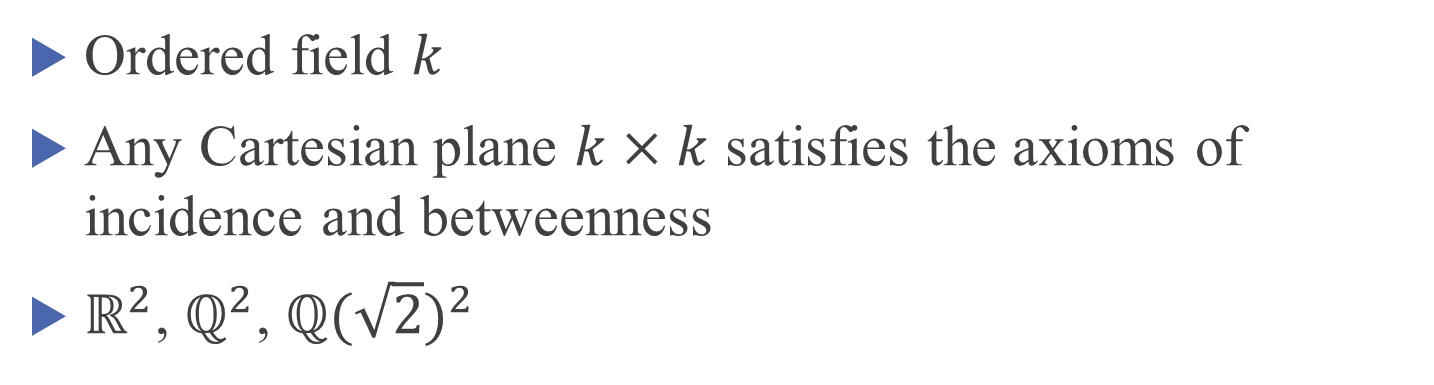 Ordered field 𝑘
Any Cartesian plane 𝑘 × 𝑘 satisfies the axioms of
incidence and betweenness
ℝ², ℚ², ℚ(√2)²